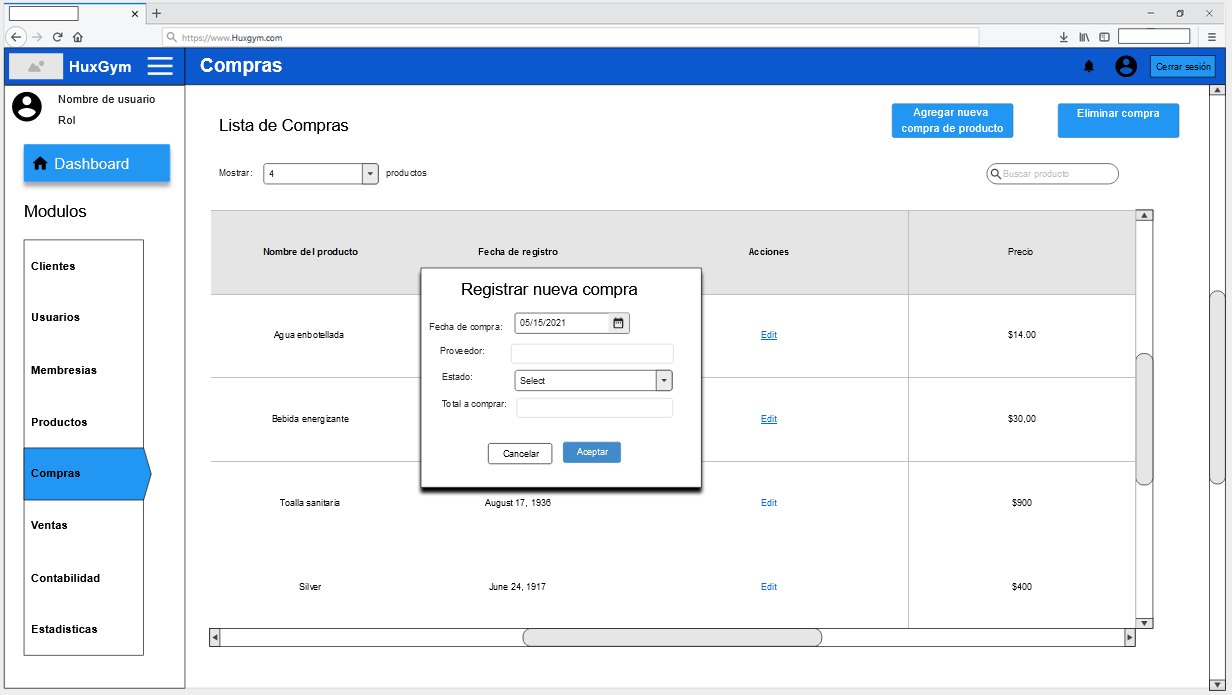 https://www.Huxgym.com
HuxGym
Compras
Cerrar sesión
Nombre de usuario
Rol
Dashboard
Modulos
Clientes
Usuarios
Membresias
Productos
Compras
Ventas
Contabilidad
Estadisticas
Lista de Compras
Agregar nueva
compra de producto
Eliminar compra
Mostrar: 4 productos
Buscar producto
Nombre del producto Fecha de registro Acciones Precio
Agua enbotellada Edit $14.00
Bebida energizante Edit $30,00
Toalla sanitaria August 17, 1936 Edit $900
Silver June 24, 1917 Edit $400
Registrar nueva compra
Fecha de compra: 05/15/2021
Proveedor:
Estado: Select
Total a comprar:
Cancelar Aceptar